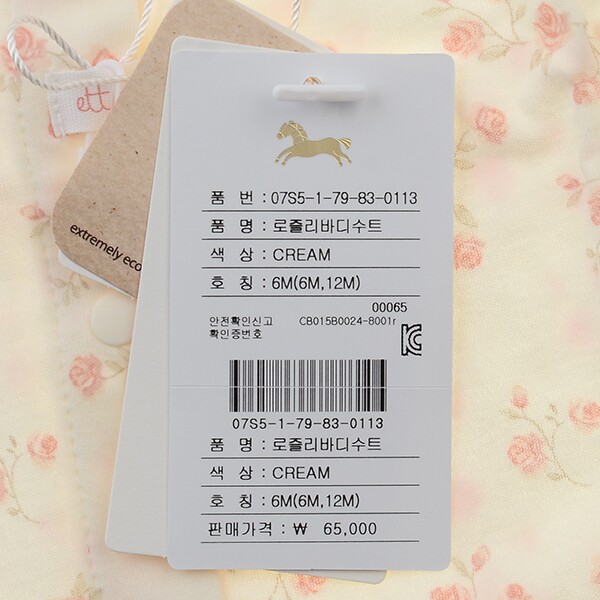 ett
extremely eco
품 번 : 07S5-1-79-83-0113
품 명 : 로즐리바디수트
색 상 : CREAM
호 칭 : 6M(6M,12M)
00065
안전확인신고 CB015B0024-8001r
확인증번호
07S5-1-79-83-0113
품 명 : 로즐리바디수트
색 상 : CREAM
호 칭 : 6M(6M,12M)
판매가격 : ₩ 65,000